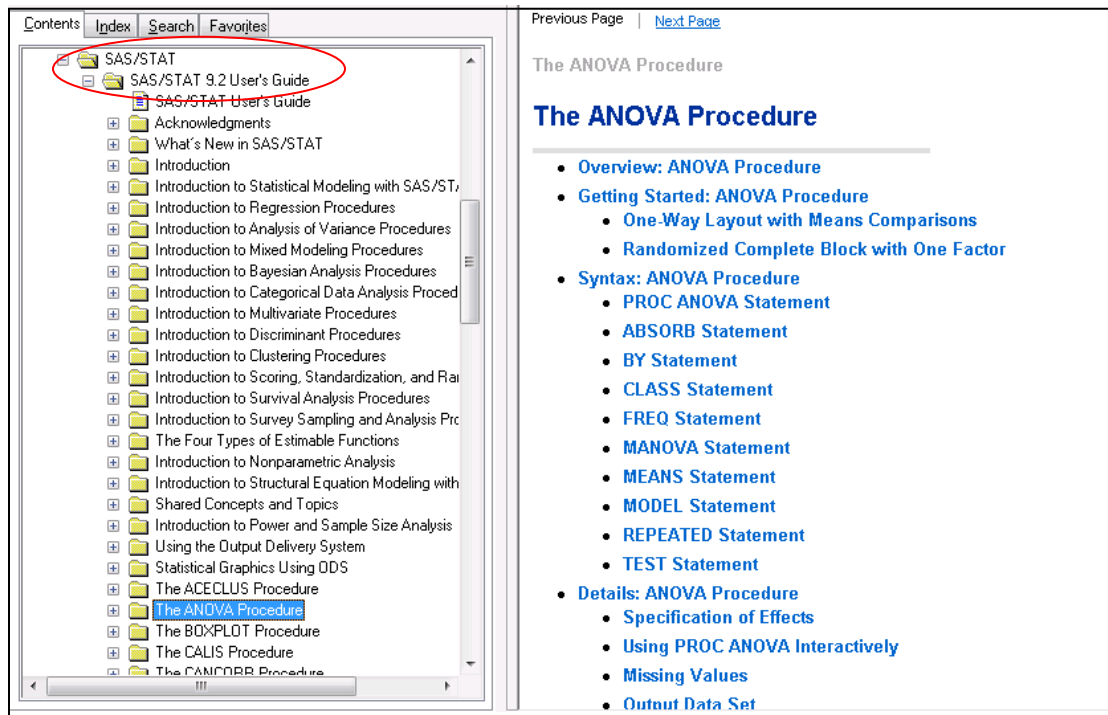 Contents Index Search Favorites
SAS/STAT
SAS/STAT 9.2 User's Guide
SAS/STAT User's Guide
Acknowledgments
What's New in SAS/STAT
Introduction
Introduction to Statistical Modeling with SAS/ST
Introduction to Regression Procedures
Introduction to Analysis of Variance Procedures
Introduction to Mixed Modeling Procedures
Introduction to Bayesian Analysis Procedures
Introduction to Categorical Data Analysis Proced
Introduction to Multivariate Procedures
Introduction to Discriminant Procedures
Introduction to Clustering Procedures
Introduction to Scoring, Standardization, and Ra
Introduction to Survival Analysis Procedures
Introduction to Survey Sampling and Analysis Prc
The Four Types of Estimable Functions
Introduction to Nonparametric Analysis
Introduction to Structural Equation Modeling with
Shared Concepts and Topics
Introduction to Power and Sample Size Analysis
Using the Output Delivery System
Statistical Graphics Using ODS
The ACECLUS Procedure
The ANOVA Procedure
The BOXPLOT Procedure
The CALIS Procedure
The CANCORR Procedure
Previous Page | Next Page
The ANOVA Procedure
The ANOVA Procedure
Overview: ANOVA Procedure
Getting Started: ANOVA Procedure
One-Way Layout with Means Comparisons
Randomized Complete Block with One Factor
Syntax: ANOVA Procedure
PROC ANOVA Statement
ABSORB Statement
BY Statement
CLASS Statement
FREQ Statement
MANOVA Statement
MEANS Statement
MODEL Statement
REPEATED Statement
TEST Statement
Details: ANOVA Procedure
Specification of Effects
Using PROC ANOVA Interactively
Missing Values
Output Data Set